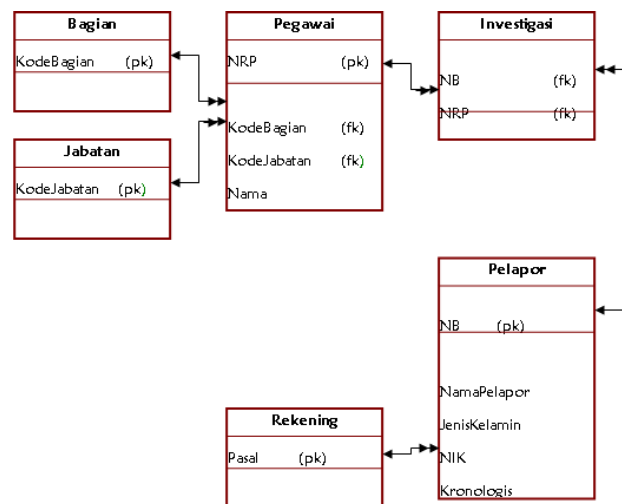 Bagian
KodeBagian (pk)
Pegawai
NRP (pk)
KodeBagian (fk)
KodeJabatan (fk)
Nama
Investigasi
NB (fk)
NRP (fk)
Jabatan
KodeJabatan (pk)
Pelapor
NB (pk)
NamaPelapor
JenisKelamin
NIK
Kronologis
Rekening
Pasal (pk)